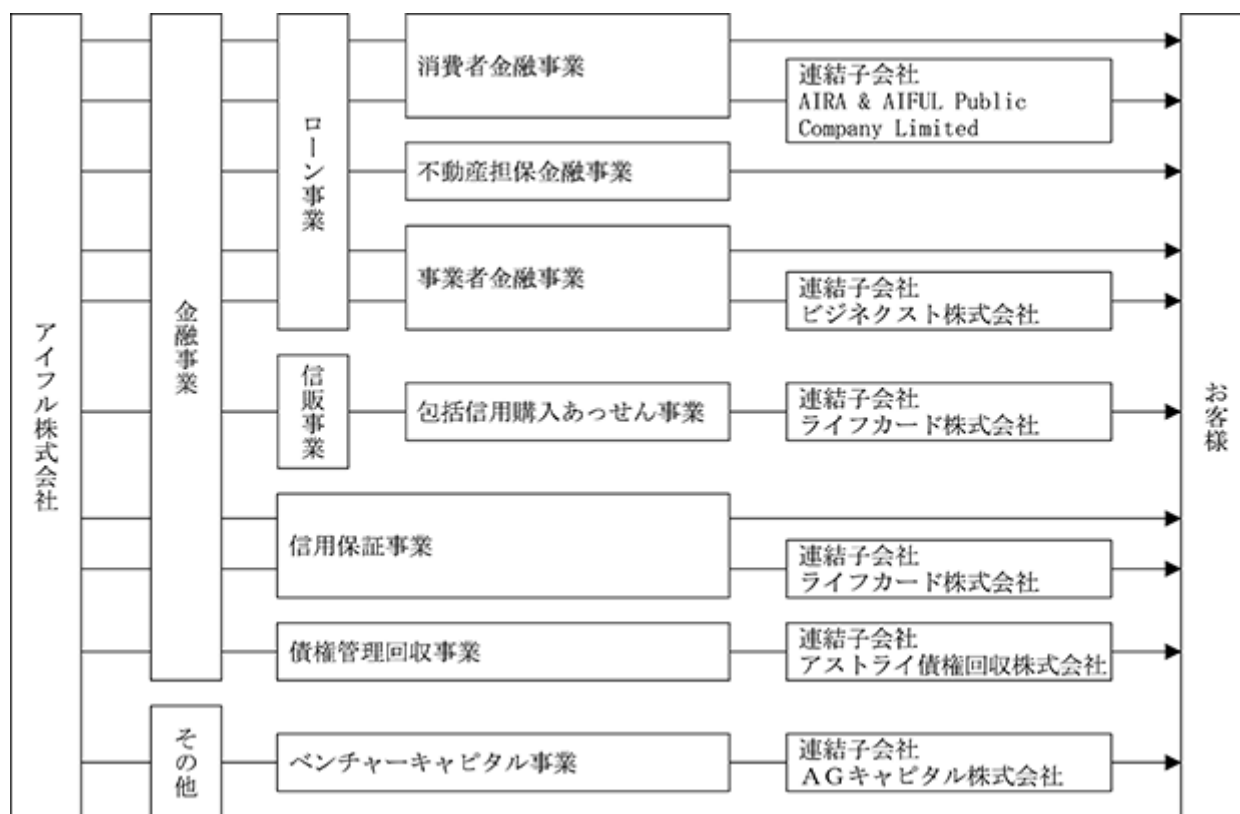 アイフル株式会社
金融事業
ローン事業
消費者金融事業
連結子会社
AIRA & AIFUL Public
Company Limited
不動産担保金融事業
事業者金融事業
連結子会社
ビジネクスト株式会社
信販事業
包括信用購入あっせん事業
連結子会社
ライフカード株式会社
信用保証事業
連結子会社
ライフカード株式会社
債権管理回収事業
連結子会社
アストライ債権回収株式会社
その他
ベンチャーキャピタル事業
連結子会社
AGキャピタル株式会社
お客様